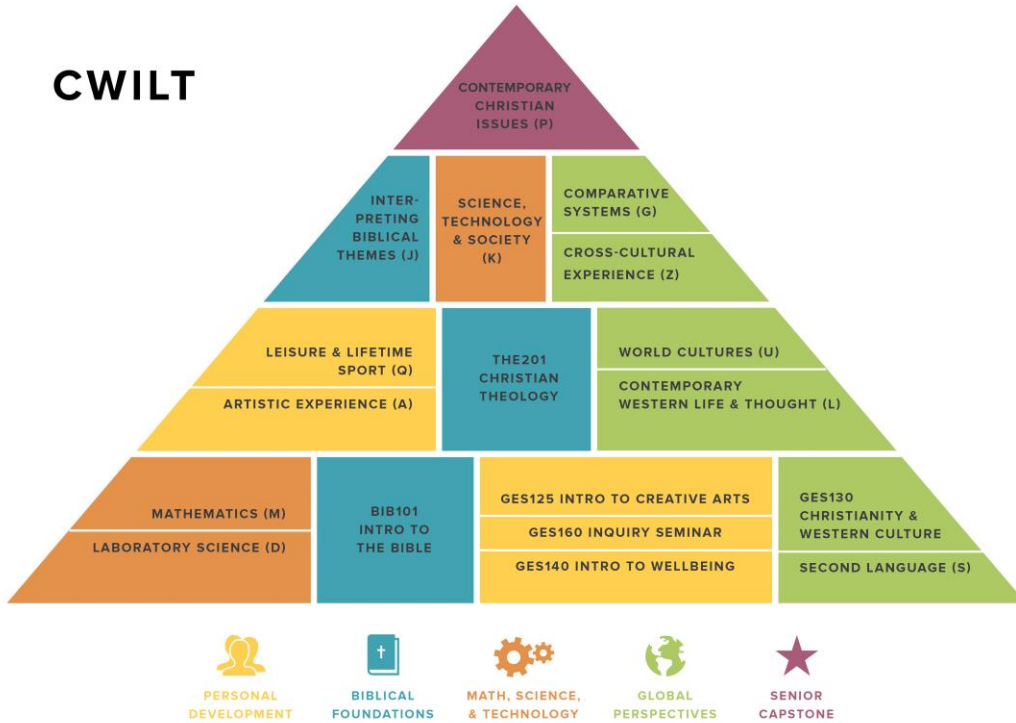 CWILT
CONTEMPORARY
CHRISTIAN
ISSUES (P)
INTER-
PRETING
BIBLICAL
THEMES (J)
SCIENCE,
TECHNOLOGY
& SOCIETY
(K)
COMPARATIVE
SYSTEMS (G)
CROSS-CULTURAL
EXPERIENCE (Z)
LEISURE & LIFETIME
SPORT (Q)
ARTISTIC EXPERIENCE (A)
THE201
CHRISTIAN
THEOLOGY
WORLD CULTURES (U)
CONTEMPORARY
WESTERN LIFE & THOUGHT (L)
MATHEMATICS (M)
LABORATORY SCIENCE (D)
BIB101
INTRO TO
THE BIBLE
GES125 INTRO TO CREATIVE ARTS
GES160 INQUIRY SEMINAR
GES140 INTRO TO WELLBEING
GES130
CHRISTIANITY &
WESTERN CULTURE
SECOND LANGUAGE (S)
PERSONAL
DEVELOPMENT
BIBLICAL
FOUNDATIONS
MATH, SCIENCE,
& TECHNOLOGY
GLOBAL
PERSPECTIVES
SENIOR
CAPSTONE